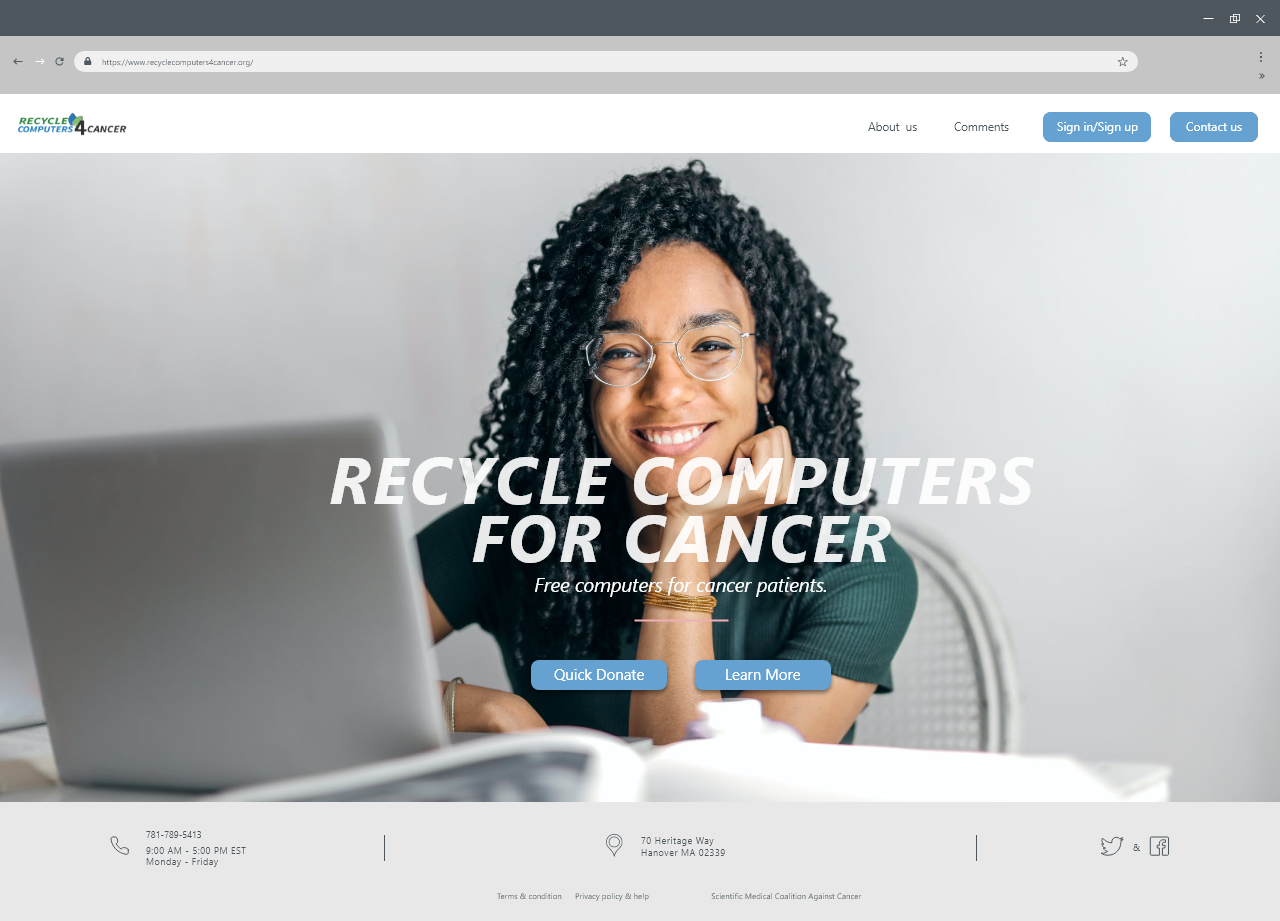 https://www.recyclecomputers4cancer.org/
RECYCLE
COMPUTERS 4 CANCER
About us
Comments
Sign in/Sign up
Contact us
RECYCLE COMPUTERS
FOR CANCER
Free computers for cancer patients.
Quick Donate
Learn More
781-789-5413
9:00 AM - 5:00 PM EST
Monday - Friday
70 Heritage Way
Hanover MA 02339
&
Terms & condition
Privacy policy & help
Scientific Medical Coalition Against Cancer